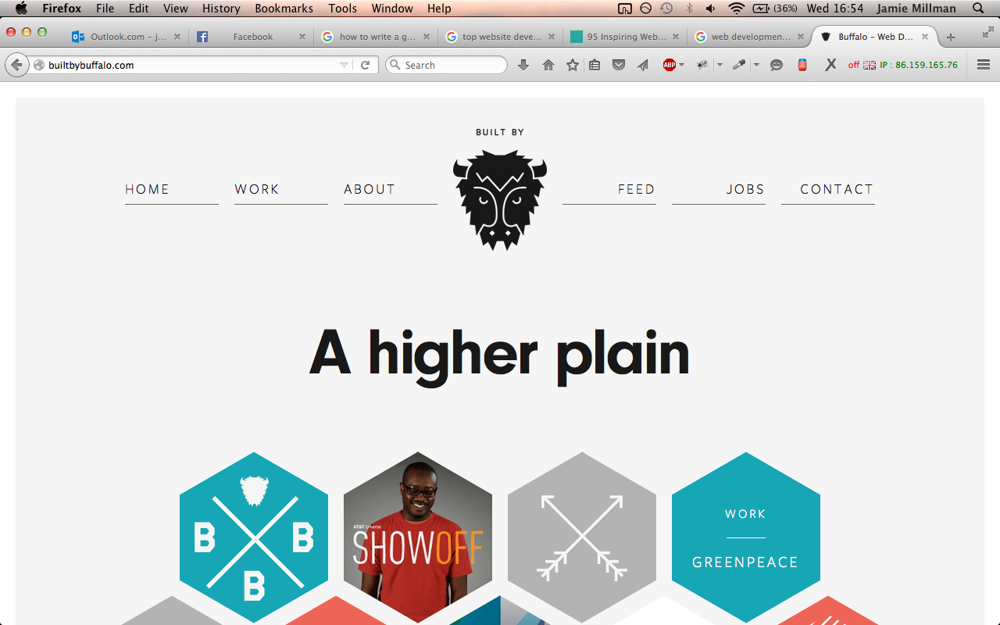 Firefox File Edit View History Bookmarks Tools Window Help (36%) Wed 16:54 Jamie Millman
Outlook.com – j... Facebook how to write a g... top website deve... 95 Inspiring Web... web developmen... Buffalo – Web D...
builtbybuffalo.com Search ABP off IP : 86.159.165.76
BUILT BY
HOME WORK ABOUT FEED JOBS CONTACT
A higher plain
B B
B
AT&T U-verse
SHOWOFF
WORK
GREENPEACE